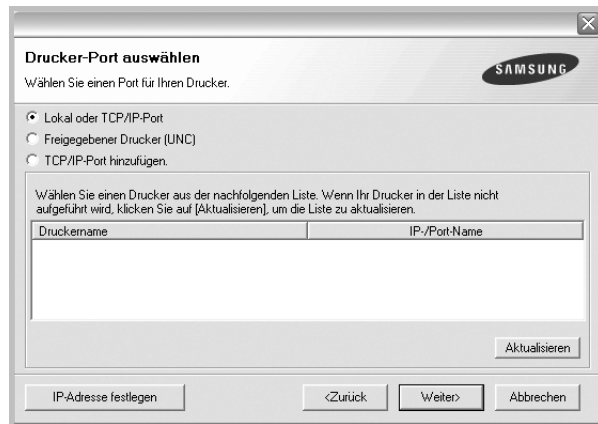 Drucker-Port auswählen
Wählen Sie einen Port für Ihren Drucker.
SAMSUNG
Lokal oder TCP/IP-Port
Freigegebener Drucker (UNC)
TCP/IP-Port hinzufügen.
Wählen Sie einen Drucker aus der nachfolgenden Liste. Wenn Ihr Drucker in der Liste nicht
aufgeführt wird, klicken Sie auf [Aktualisieren], um die Liste zu aktualisieren.
Druckername IP-/Port-Name
Aktualisieren
IP-Adresse festlegen <Zurück Weiter> Abbrechen